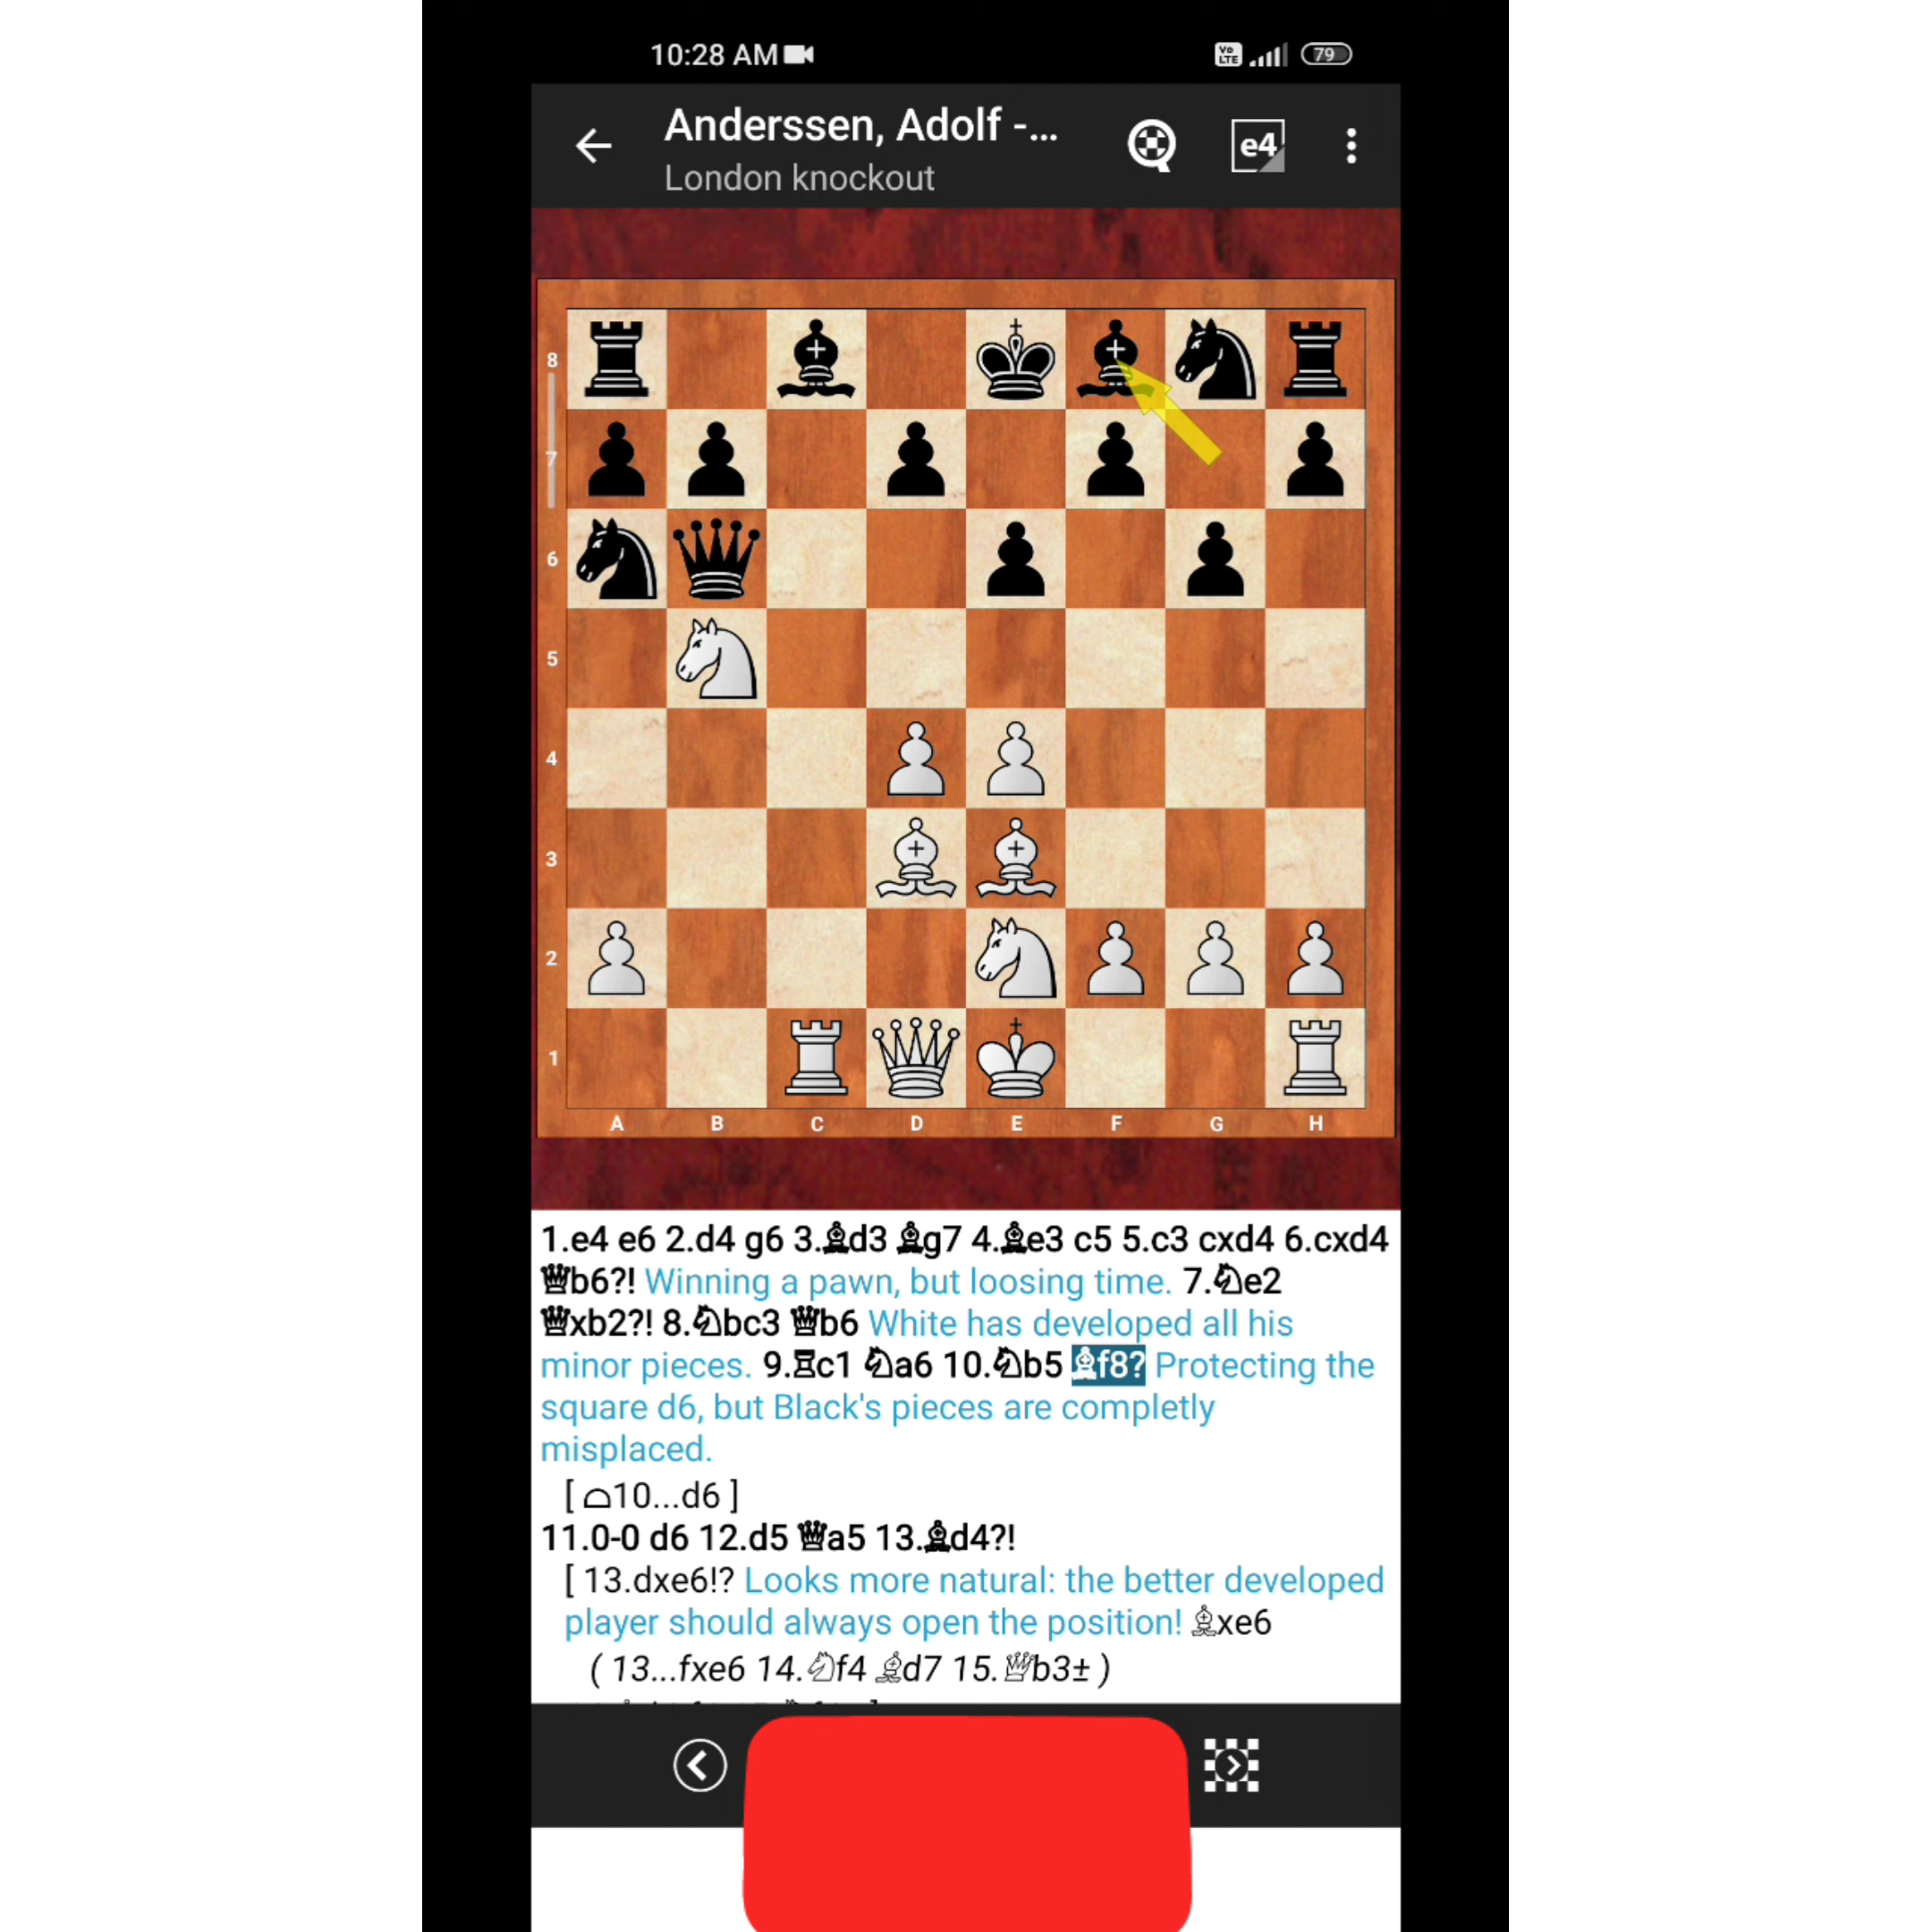 10:28 AM
Vo LTE 79
Anderssen, Adolf -...
London knockout
e4
8
7
6
5
4
3
2
1
A B C D E F G H
1.e4 e6 2.d4 g6 3.♝d3 ♝g7 4.♝e3 c5 5.c3 cxd4 6.cxd4
♛b6?! Winning a pawn, but loosing time. 7.♘e2
♛xb2?! 8.♘bc3 ♛b6 White has developed all his
minor pieces. 9.♖c1 ♘a6 10.♘b5 ♝f8? Protecting the
square d6, but Black's pieces are completly
misplaced.
[ ⌓10...d6 ]
11.0-0 d6 12.d5 ♛a5 13.♝d4?!
[ 13.dxe6!? Looks more natural: the better developed
player should always open the position! ♗xe6
( 13...fxe6 14.♘f4 ♗d7 15.♕b3± )